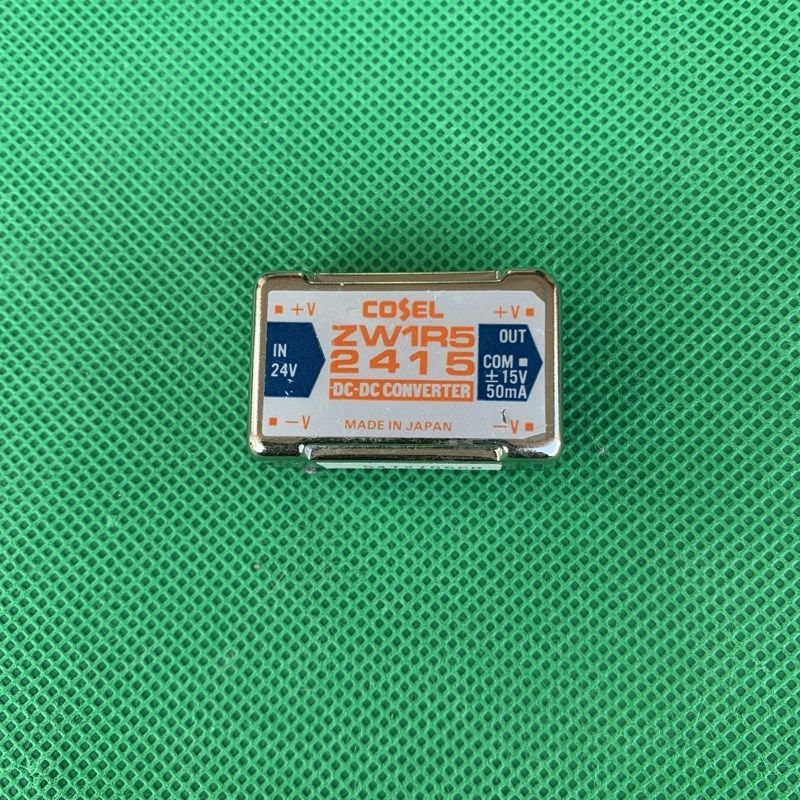 +V COSEL +V
ZW1R5 OUT
IN 2415 COM
24V ±15V
DC-DC CONVERTER 50mA
-V MADE IN JAPAN -V